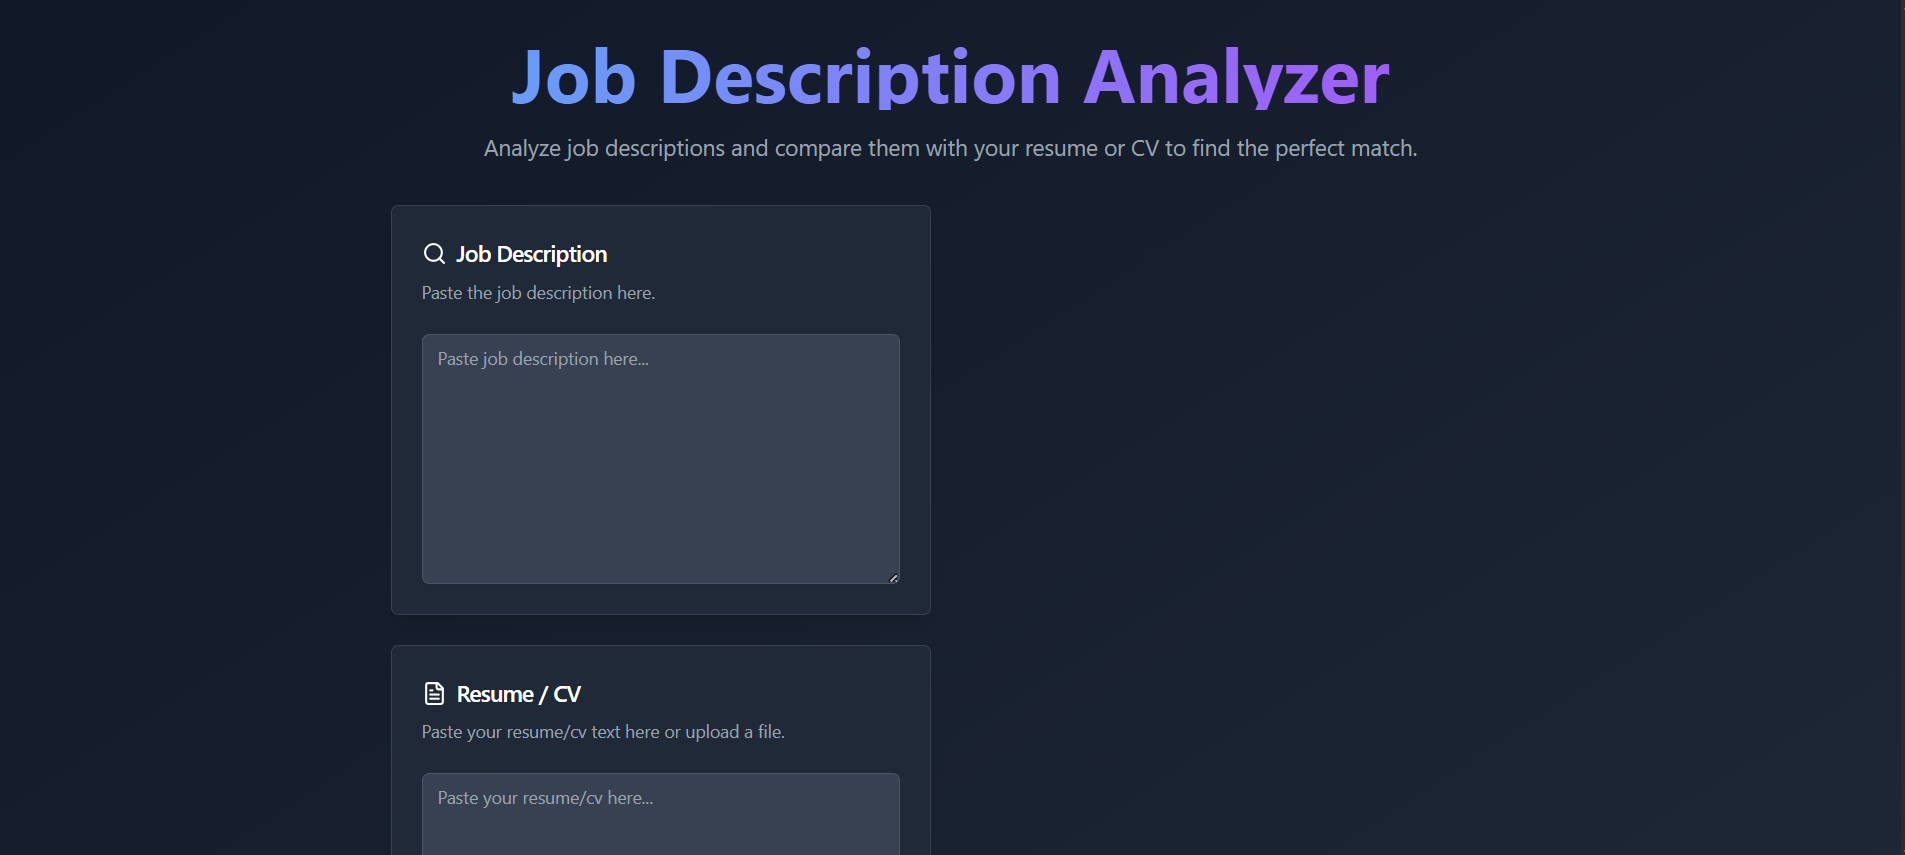 Job Description Analyzer
Analyze job descriptions and compare them with your resume or CV to find the perfect match.
Job Description
Paste the job description here.
Paste job description here...
Resume / CV
Paste your resume/cv text here or upload a file.
Paste your resume/cv here...